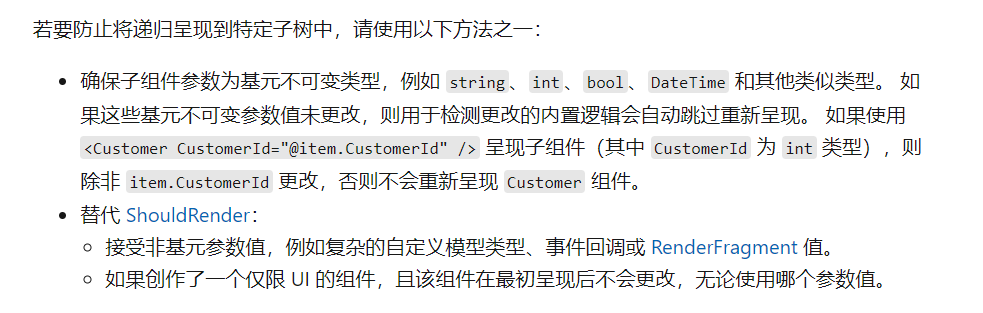 若要防止将递归呈现到特定子树中，请使用以下方法之一：
确保子组件参数为基元不可变类型，例如 string、int、bool、DateTime 和其他类似类型。 如
果这些基元不可变参数值未更改，则用于检测更改的内置逻辑会自动跳过重新呈现。 如果使用
<Customer CustomerId="@item.CustomerId" /> 呈现子组件（其中 CustomerId 为 int 类型），则
除非 item.CustomerId 更改，否则不会重新呈现 Customer 组件。
替代 ShouldRender：
接受非基元参数值，例如复杂的自定义模型类型、事件回调或 RenderFragment 值。
如果创作了一个仅限 UI 的组件，且该组件在最初呈现后不会更改，无论使用哪个参数值。